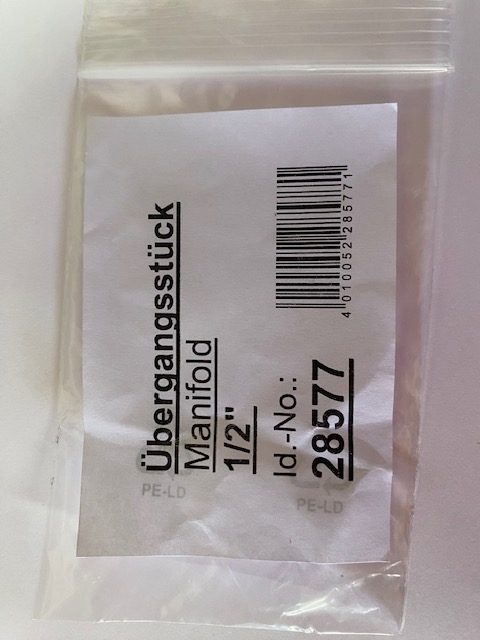 Übergangsstück
Manifold
1/2"
Id.-No.:
28577
4 010052 285771
PE-LD
PE-LD